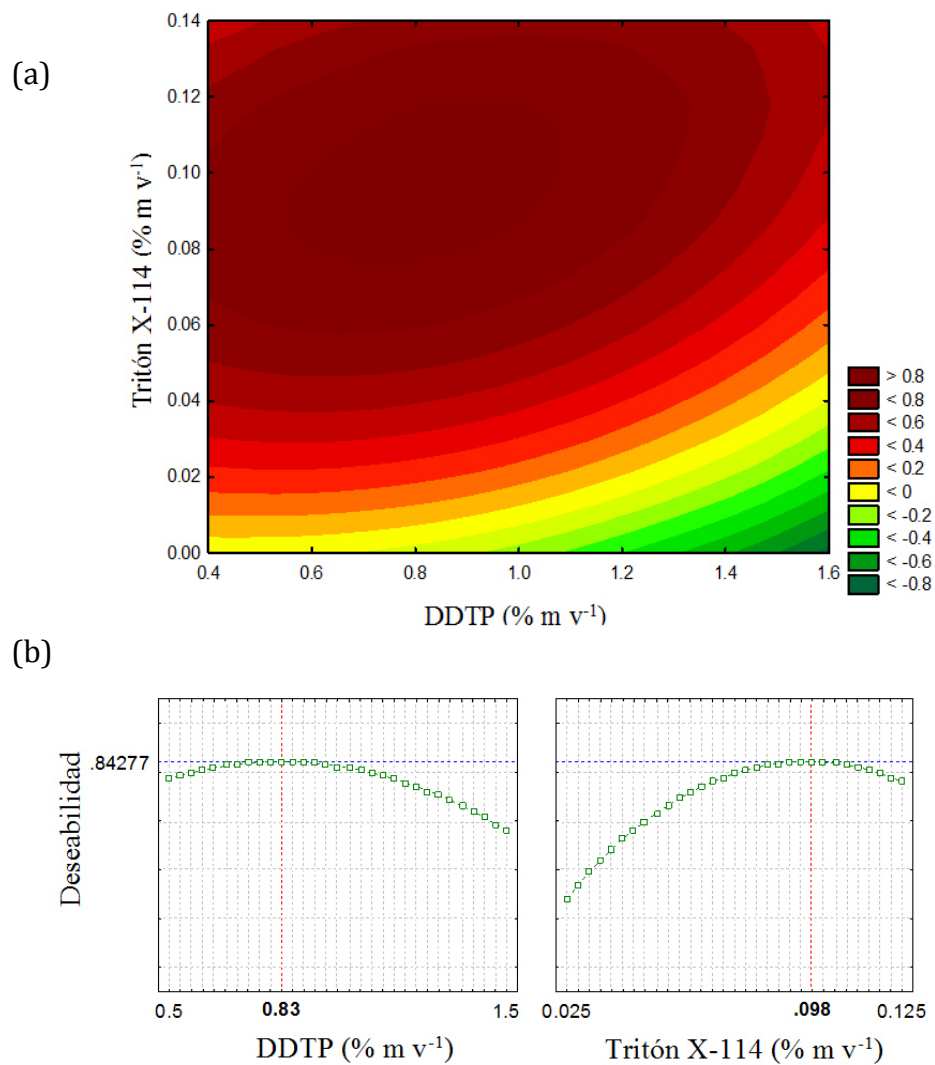 (a)
Tritón X-114 (% m v-1)
0.14
0.12
0.10
0.08
0.06
0.04
0.02
0.00
0.4 0.6 0.8 1.0 1.2 1.4 1.6
DDTP (% m v-1)
> 0.8
< 0.8
< 0.6
< 0.4
< 0.2
< 0
< -0.2
< -0.4
< -0.6
< -0.8
(b)
Deseabilidad
.84277
0.5 0.83 1.5
DDTP (% m v-1)
0.025 .098 0.125
Tritón X-114 (% m v-1)